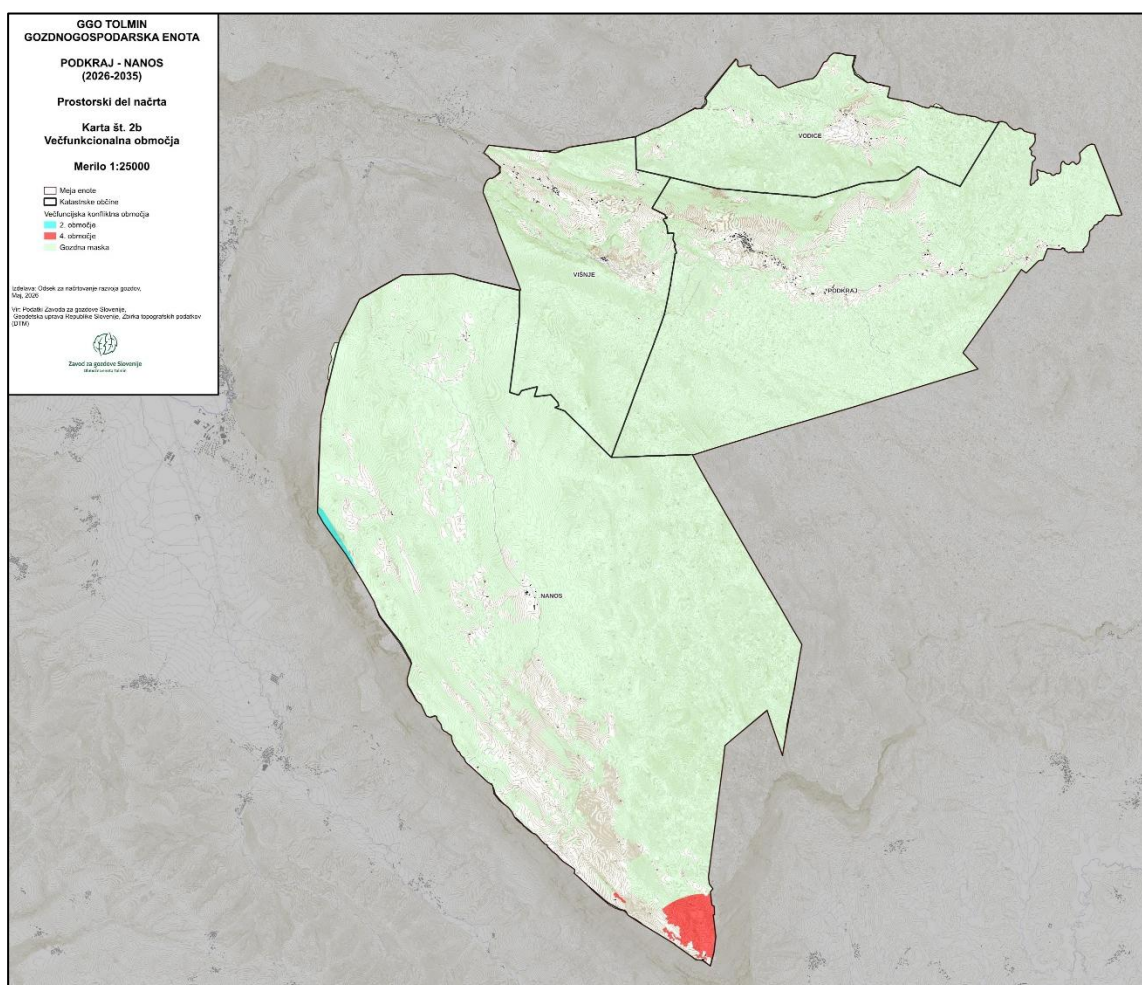 GGO TOLMIN
GOZDNOGOSPODARSKA ENOTA
PODKRAJ - NANOS
(2026-2035)
Prostorski del načrta
Karta št. 2b
Večfunkcionalna območja
Merilo 1:25000
Meja enote
Katastrske občine
Večfuncijska konfliktna območja
2. območje
4. območje
Gozdna maska
Izdelava: Odsek za načrtovanje razvoja gozdov,
Maj, 2026
Vir: Podatki Zavoda za gozdove Slovenije,
Geodetska uprava Republike Slovenije, Zbirka topografskih podatkov
(DTM)
Zavod za gozdove Slovenije
VODICE
VIŠNJE
PODKRAJ
NANOS